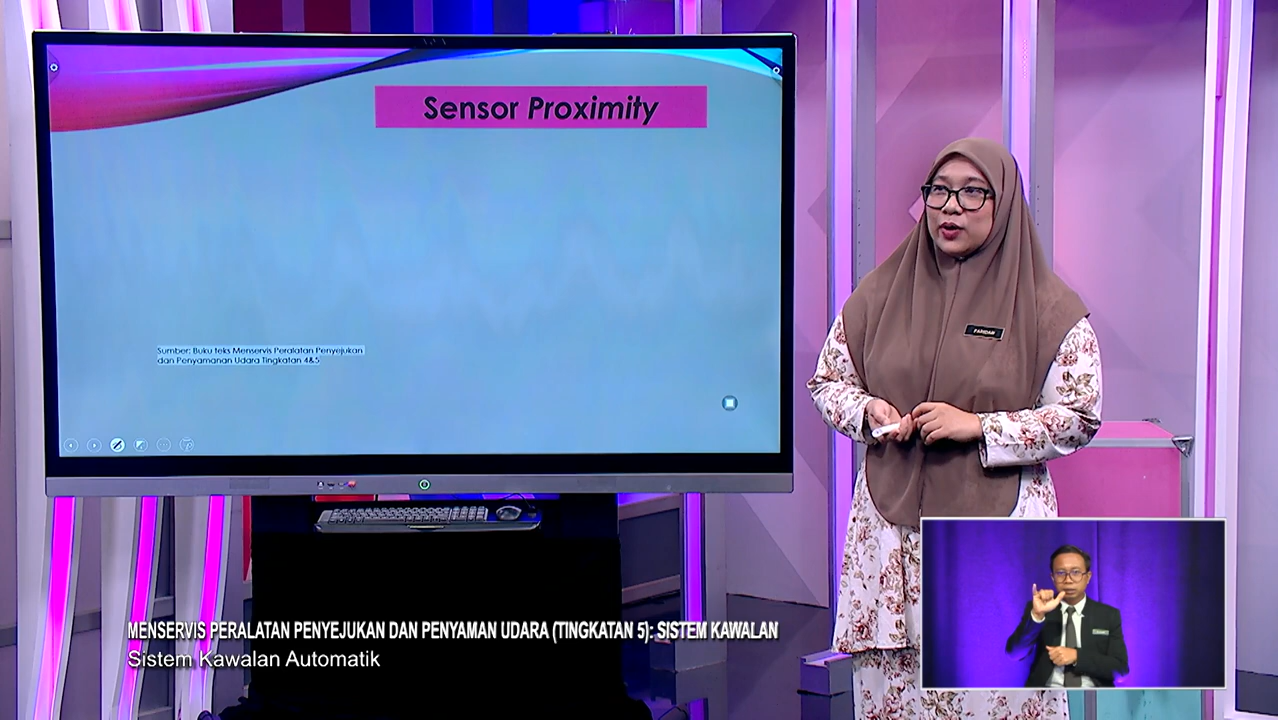 Sensor Proximity
Sumber: Buku teks Menservis Peralatan Penyejukan
dan Penyamanan Udara Tingkatan 4&5
FARIDAH
MENSERVIS PERALATAN PENYEJUKAN DAN PENYAMAN UDARA (TINGKATAN 5): SISTEM KAWALAN
Sistem Kawalan Automatik